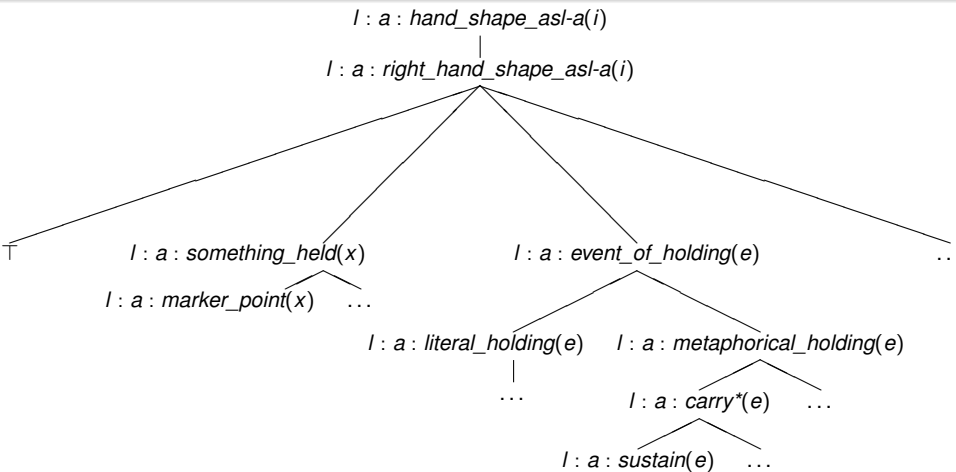 l : a : hand_shape_asl-a(i)
l : a : right_hand_shape_asl-a(i)
⊤ l : a : something_held(x) l : a : event_of_holding(e) ..
l : a : marker_point(x) ...
l : a : literal_holding(e) l : a : metaphorical_holding(e)
... l : a : carry*(e) ...
l : a : sustain(e) ...